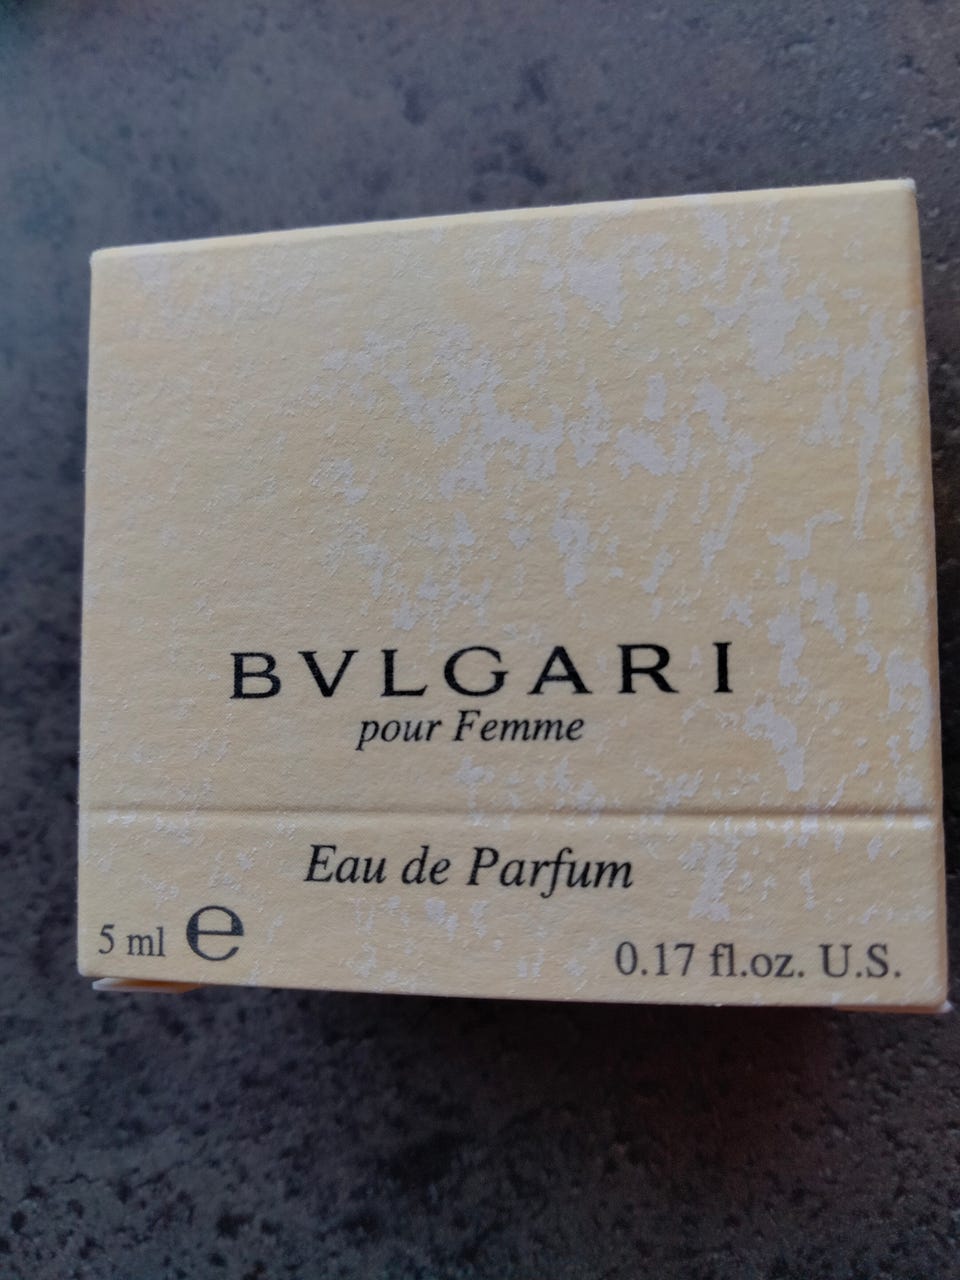 BVLGARI
pour Femme
Eau de Parfum
5 ml ℮
0.17 fl.oz. U.S.